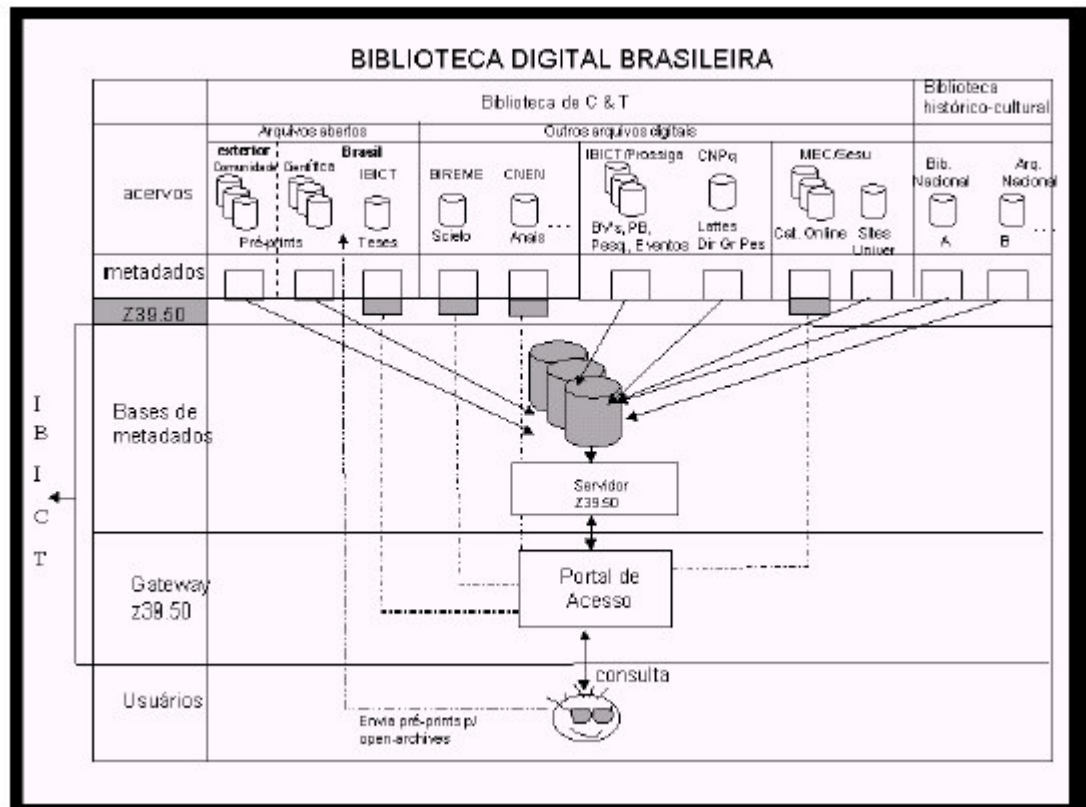 BIBLIOTECA DIGITAL BRASILEIRA
Biblioteca de C & T
Biblioteca
histórico-cultural
Arquivos abertos
Outros arquivos digitais
acervos
exterior
Brasil
Comunidade
Científica
IBICT
BIREME
CNEN
IBICT/Prossiga
CNPq
MEC/Sesu
Bib.
Nacional
Arq.
Nacional
Pré-prints
Teses
Scielo
Anais
....
BV's, PB,
Pesq, Eventos
Lattes
Dir Gr Pes
Cat. Online
Sites
Univer
A
B
....
metadados
Z39.50
I
B
I
C
T
Bases de
metadados
Servidor
Z39.50
Gateway
z39.50
Portal de
Acesso
consulta
Usuários
Envia pré-prints p/
open-archives